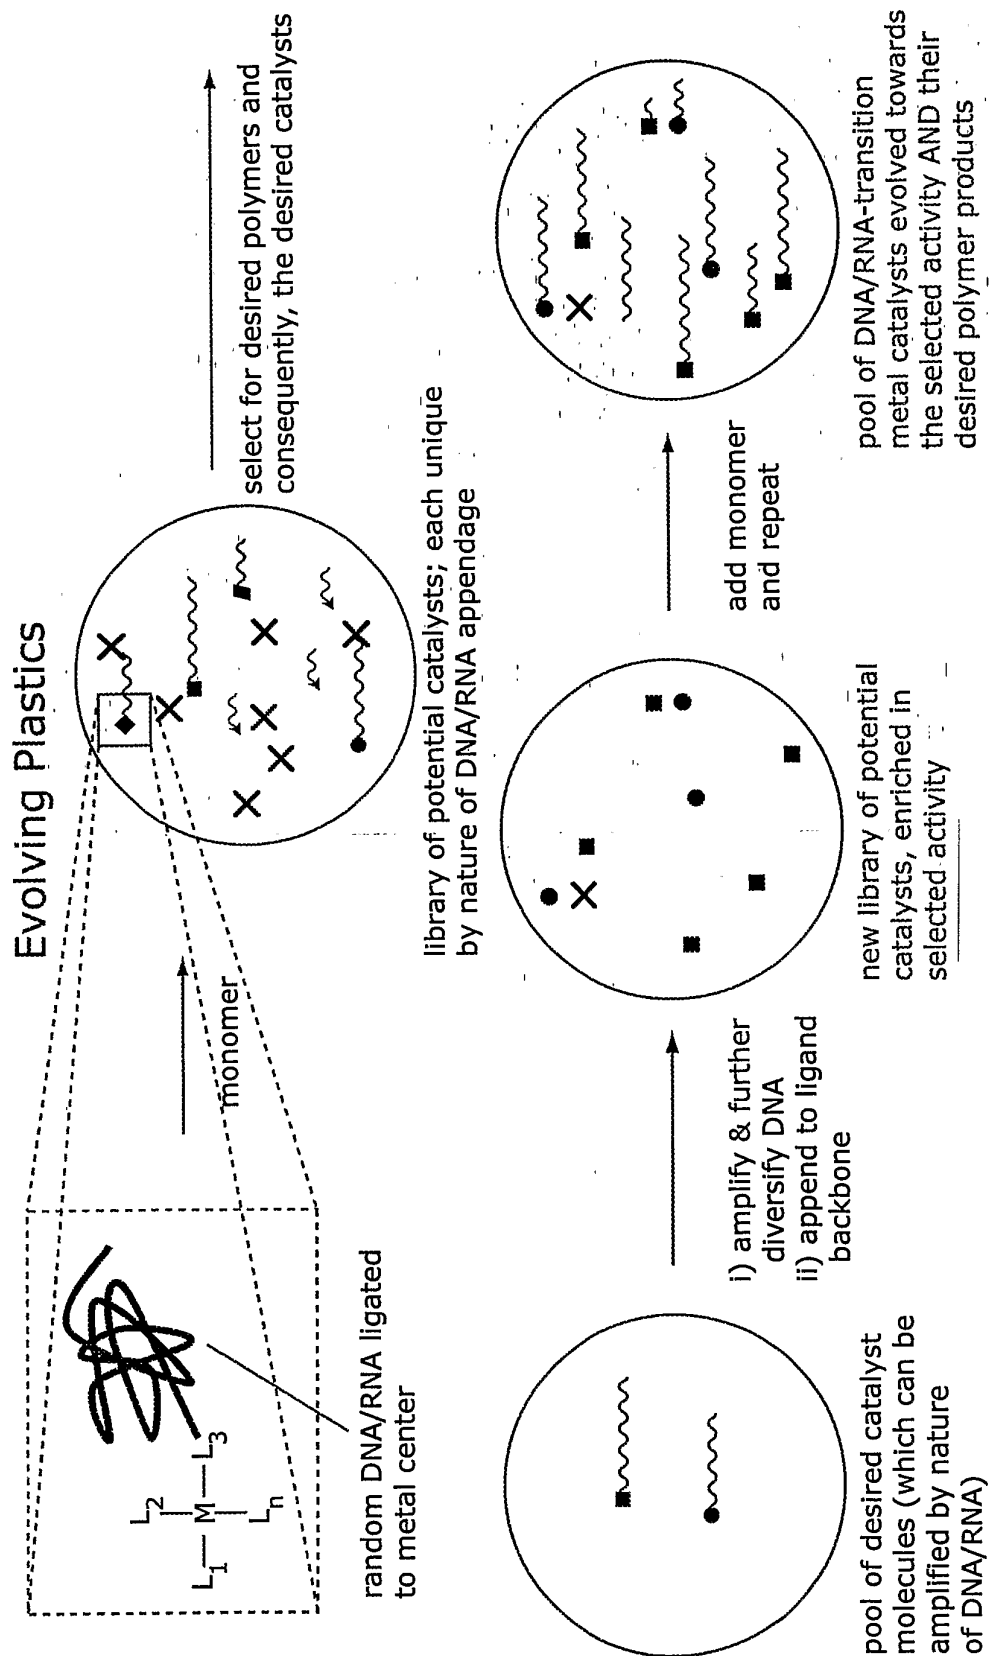 Evolving Plastics
L2
L1
M
L3
Ln
random DNA/RNA ligated
to metal center
monomer
library of potential catalysts; each unique
by nature of DNA/RNA appendage
select for desired polymers and
consequently, the desired catalysts
pool of desired catalyst
molecules (which can be
amplified by nature
of DNA/RNA)
i) amplify & further
diversify DNA
ii) append to ligand
backbone
new library of potential
catalysts, enriched in
selected activity
add monomer
and repeat
pool of DNA/RNA-transition
metal catalysts evolved towards
the selected activity AND their
desired polymer products